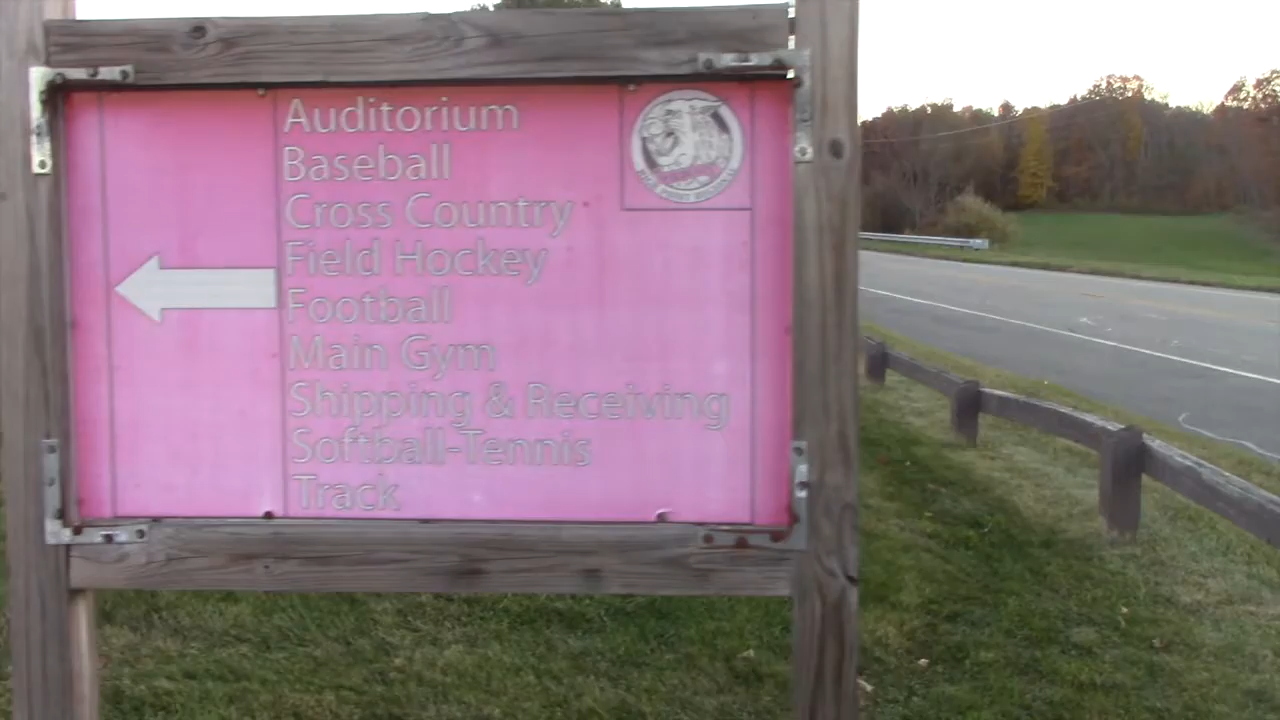 Auditorium
Baseball
Cross Country
Field Hockey
Football
Main Gym
Shipping & Receiving
Softball-Tennis
Track